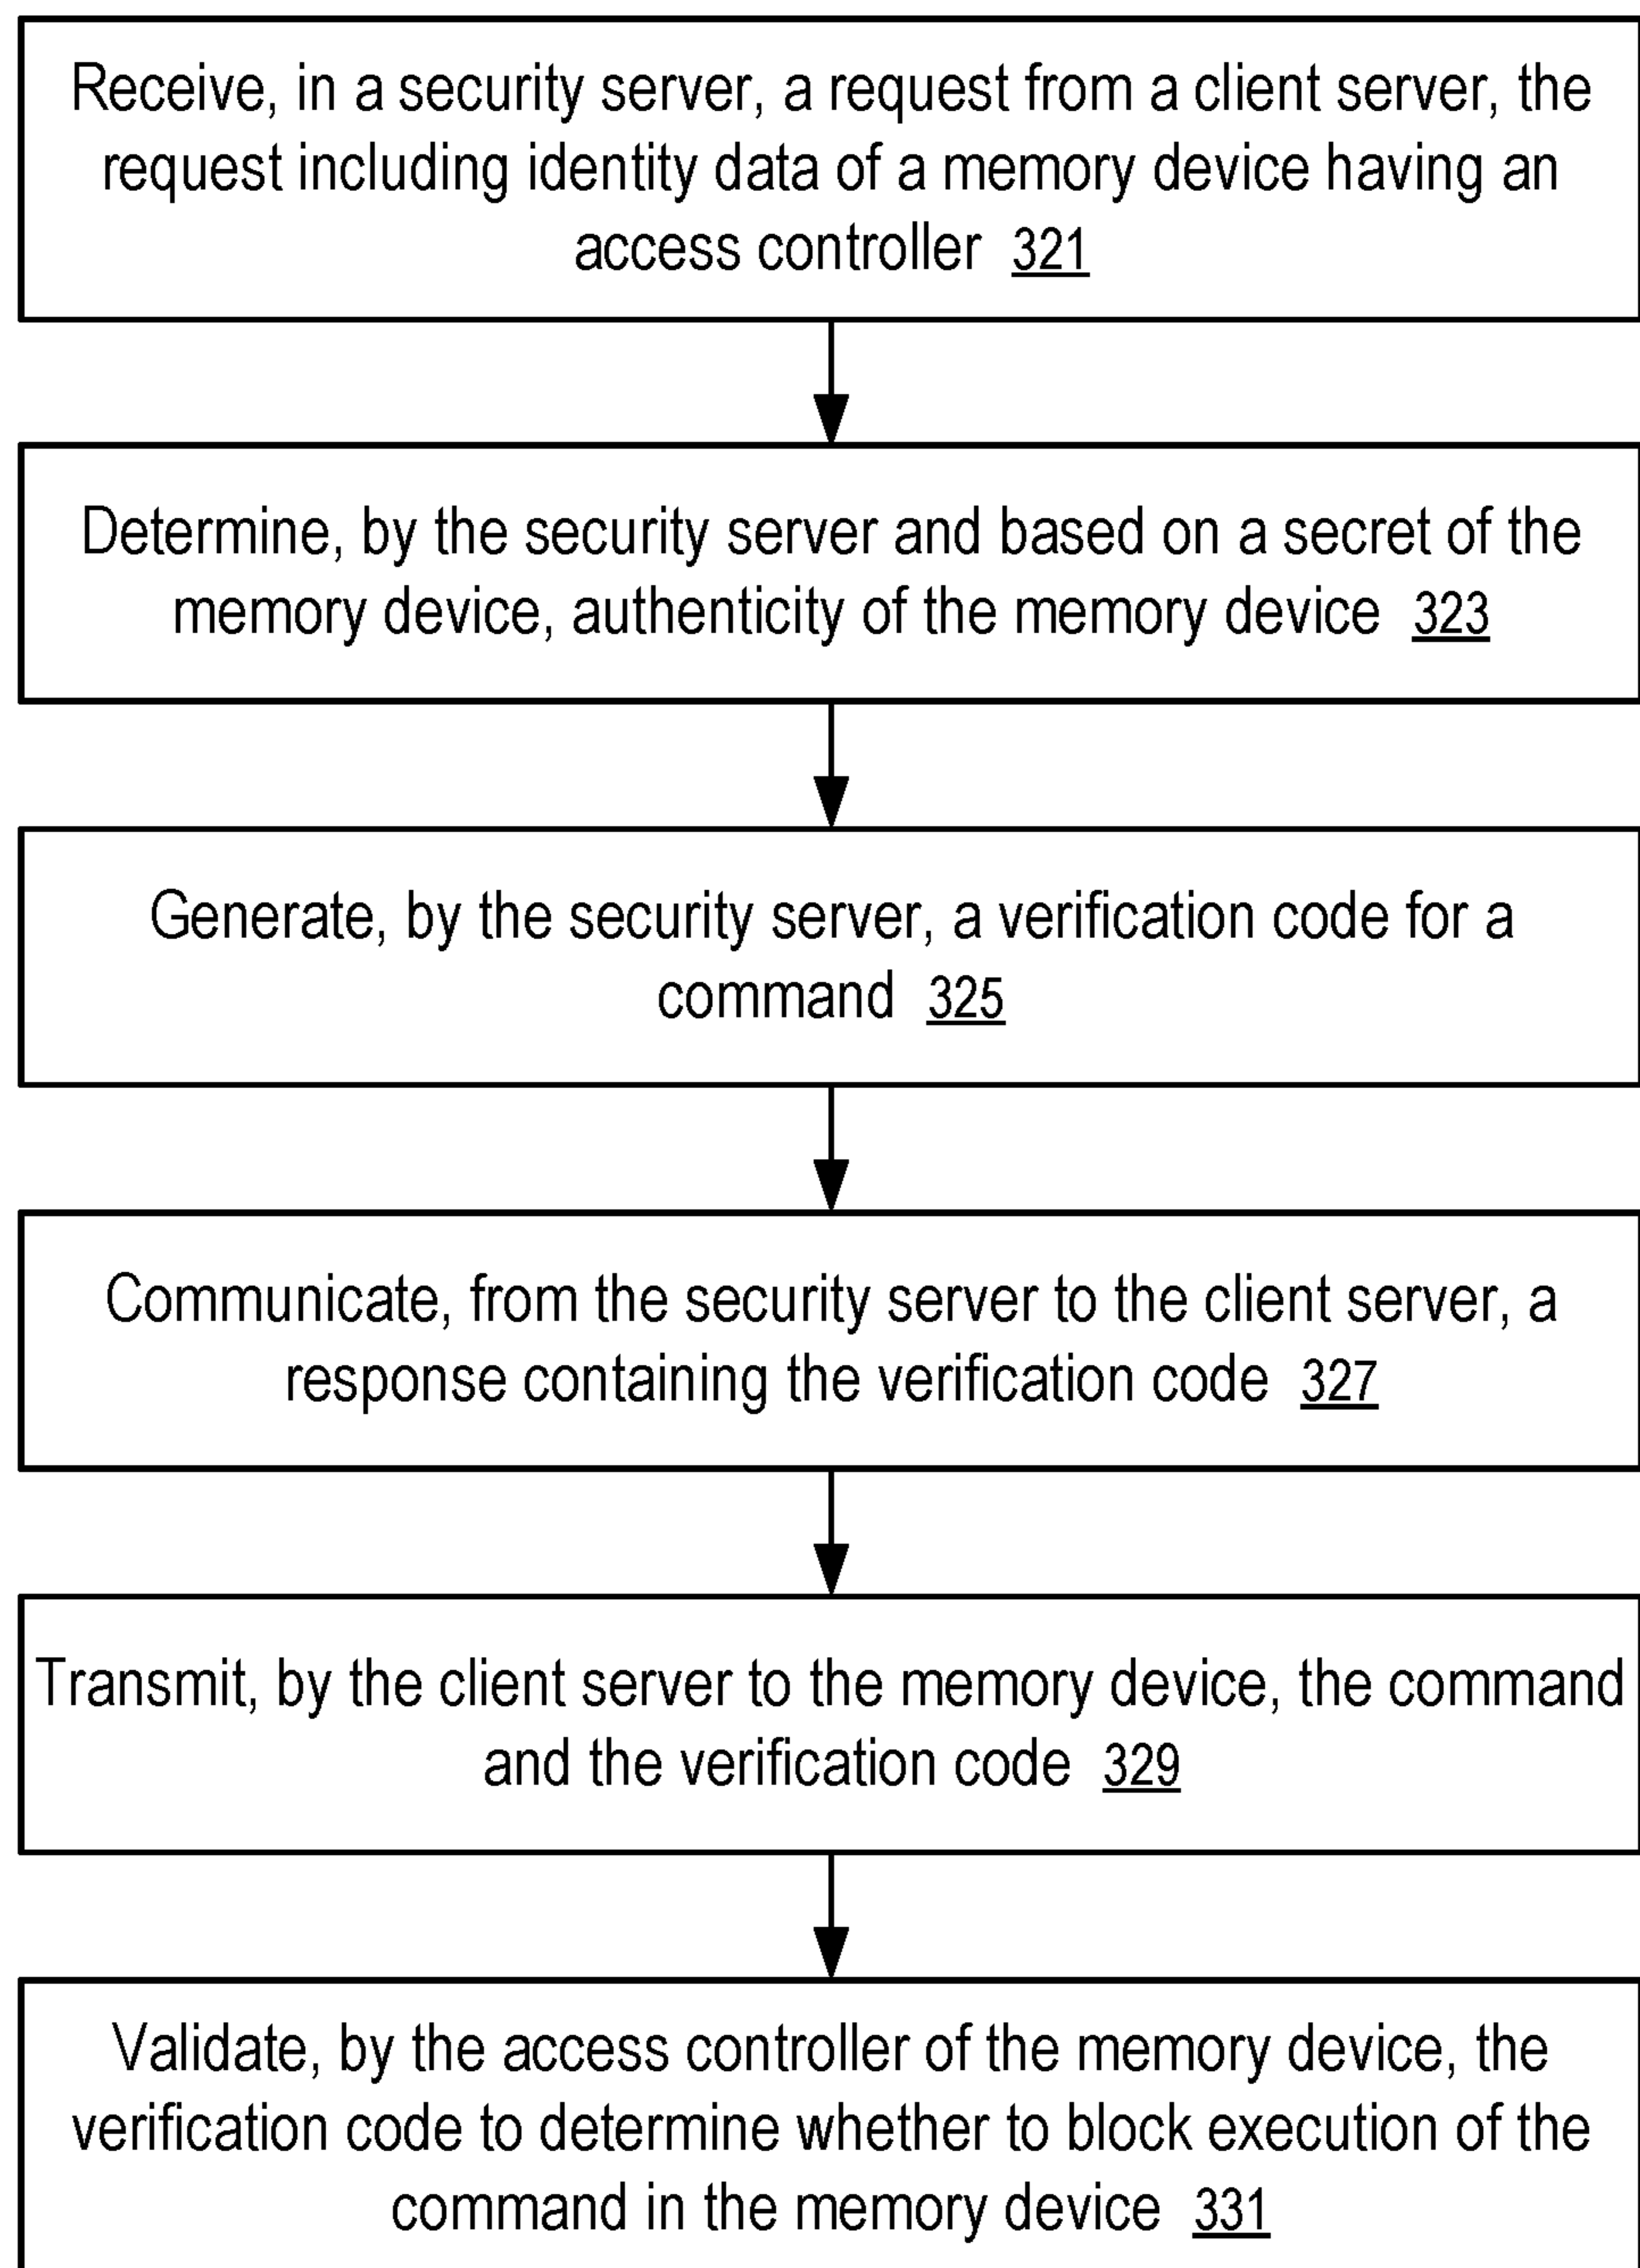 Receive, in a security server, a request from a client server, the
request including identity data of a memory device having an
access controller 321
Determine, by the security server and based on a secret of the
memory device, authenticity of the memory device 323
Generate, by the security server, a verification code for a
command 325
Communicate, from the security server to the client server, a
response containing the verification code 327
Transmit, by the client server to the memory device, the command
and the verification code 329
Validate, by the access controller of the memory device, the
verification code to determine whether to block execution of the
command in the memory device 331